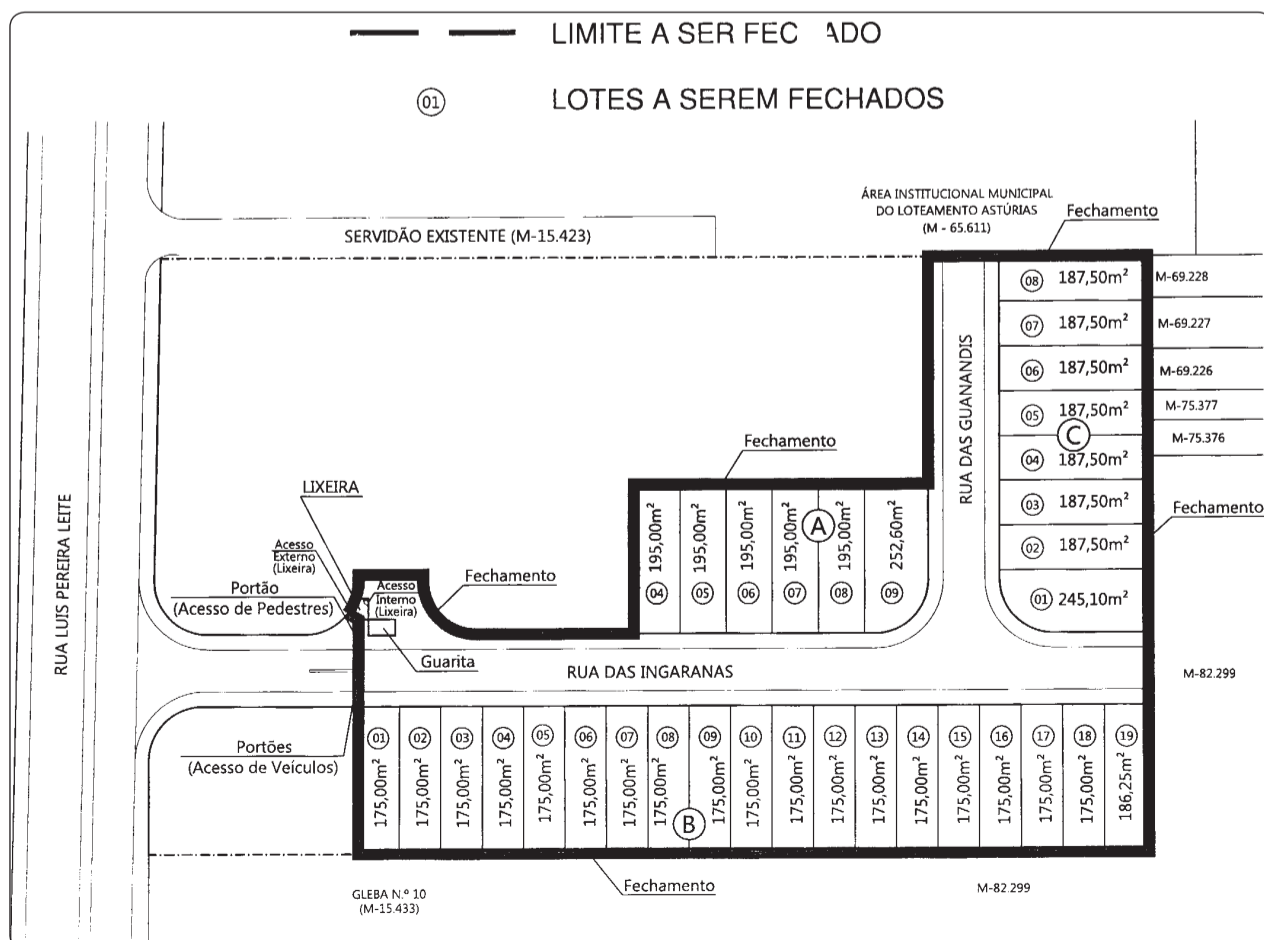 LIMITE A SER FEC ADO
01 LOTES A SEREM FECHADOS
ÁREA INSTITUCIONAL MUNICIPAL
DO LOTEAMENTO ASTÚRIAS
(M - 65.611)
Fechamento
SERVIDÃO EXISTENTE (M-15.423)
08 187,50m²
M-69.228
07 187,50m²
M-69.227
06 187,50m²
M-69.226
05 187,50m²
M-75.377
C
M-75.376
04 187,50m²
03 187,50m²
Fechamento
02 187,50m²
01 245,10m²
RUA DAS GUANANDIS
Fechamento
A
04 195,00m²
05 195,00m²
06 195,00m²
07 195,00m²
08 195,00m²
09 252,60m²
RUA LUIS PEREIRA LEITE
LIXEIRA
Acesso
Externo
(Lixeira)
Portão
(Acesso de Pedestres)
Acesso
Interno
(Lixeira)
Fechamento
Guarita
RUA DAS INGARANAS
M-82.299
Portões
(Acesso de Veículos)
01 175,00m²
02 175,00m²
03 175,00m²
04 175,00m²
05 175,00m²
06 175,00m²
07 175,00m²
08 175,00m²
09 175,00m²
10 175,00m²
11 175,00m²
12 175,00m²
13 175,00m²
14 175,00m²
15 175,00m²
16 175,00m²
17 175,00m²
18 175,00m²
19 186,25m²
B
Fechamento
GLEBA N.º 10
(M-15.433)
M-82.299